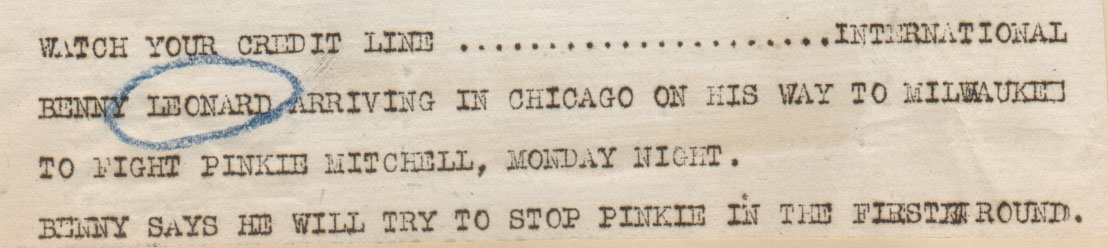 WATCH YOUR CREDIT LINE .......................INTERNATIONAL
BENNY LEONARD ARRIVING IN CHICAGO ON HIS WAY TO MILWAUKEE
TO FIGHT PINKIE MITCHELL, MONDAY NIGHT.
BENNY SAYS HE WILL TRY TO STOP PINKIE IN THE FIRST ROUND.